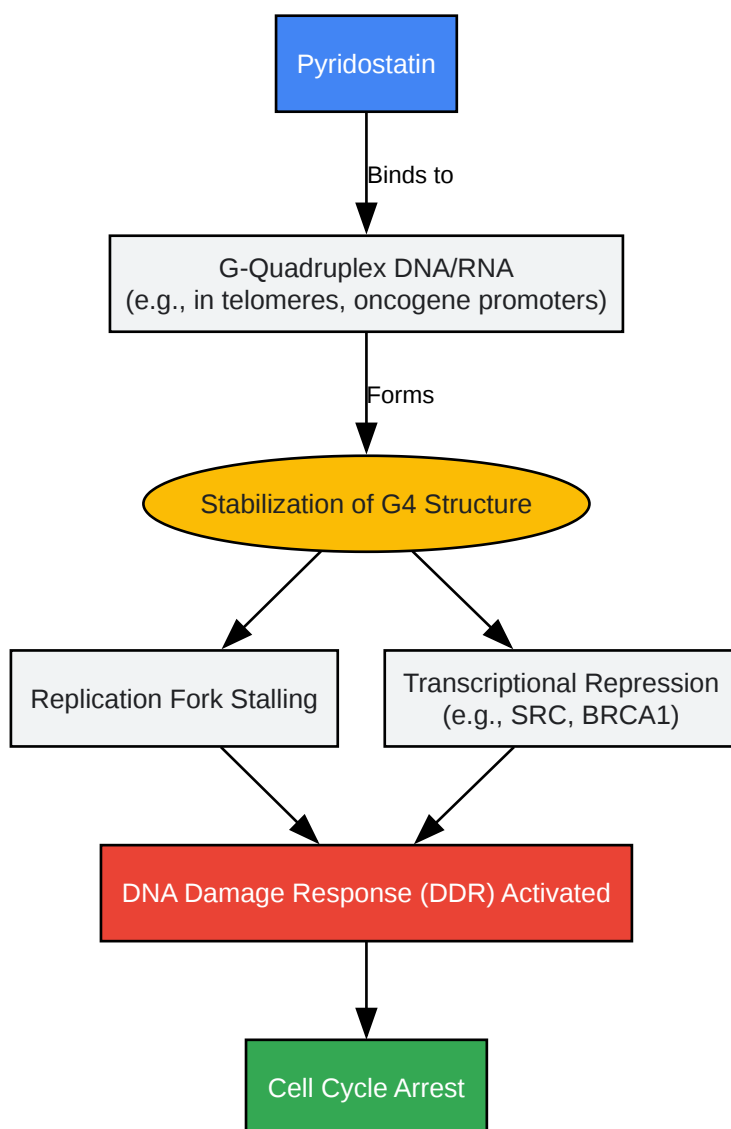 Pyridostatin
Binds to
G-Quadruplex DNA/RNA
(e.g., in telomeres, oncogene promoters)
Forms
Stabilization of G4 Structure
Replication Fork Stalling
Transcriptional Repression
(e.g., SRC, BRCA1)
DNA Damage Response (DDR) Activated
Cell Cycle Arrest